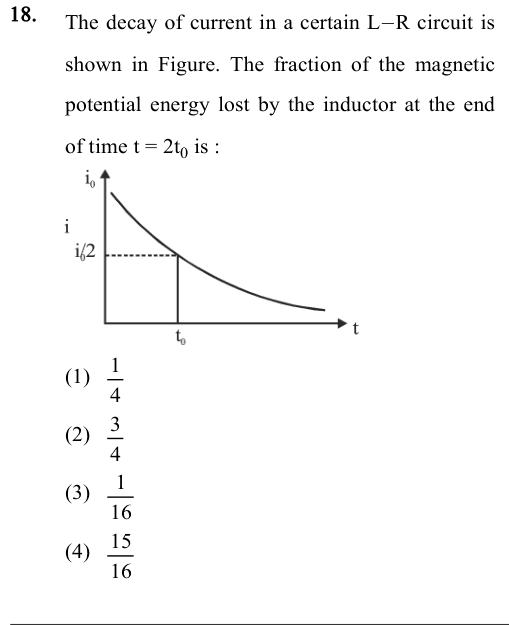 18. The decay of current in a certain L–R circuit is
shown in Figure. The fraction of the magnetic
potential energy lost by the inductor at the end
of time t = 2t₀ is :
i₀
i
i₀/2
t₀
t
(1) 1/4
(2) 3/4
(3) 1/16
(4) 15/16